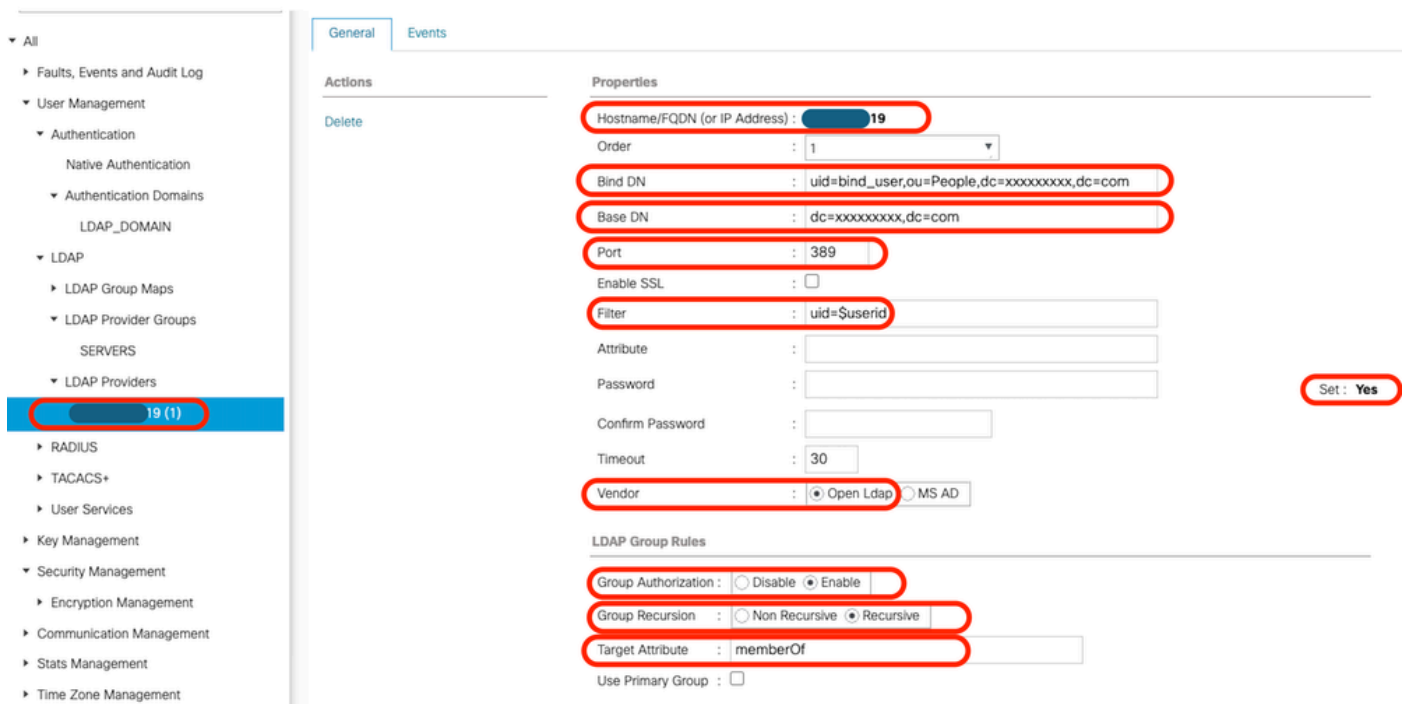 All
Faults, Events and Audit Log
User Management
Authentication
Native Authentication
Authentication Domains
LDAP_DOMAIN
LDAP
LDAP Group Maps
LDAP Provider Groups
SERVERS
LDAP Providers
19 (1)
RADIUS
TACACS+
User Services
Key Management
Security Management
Encryption Management
Communication Management
Stats Management
Time Zone Management
General Events
Actions
Delete
Properties
Hostname/FQDN (or IP Address) : 19
Order : 1
Bind DN : uid=bind_user,ou=People,dc=xxxxxxxxx,dc=com
Base DN : dc=xxxxxxxxx,dc=com
Port : 389
Enable SSL :
Filter : uid=$userid
Attribute :
Password : Set : Yes
Confirm Password :
Timeout : 30
Vendor : Open Ldap MS AD
LDAP Group Rules
Group Authorization : Disable Enable
Group Recursion : Non Recursive Recursive
Target Attribute : memberOf
Use Primary Group :